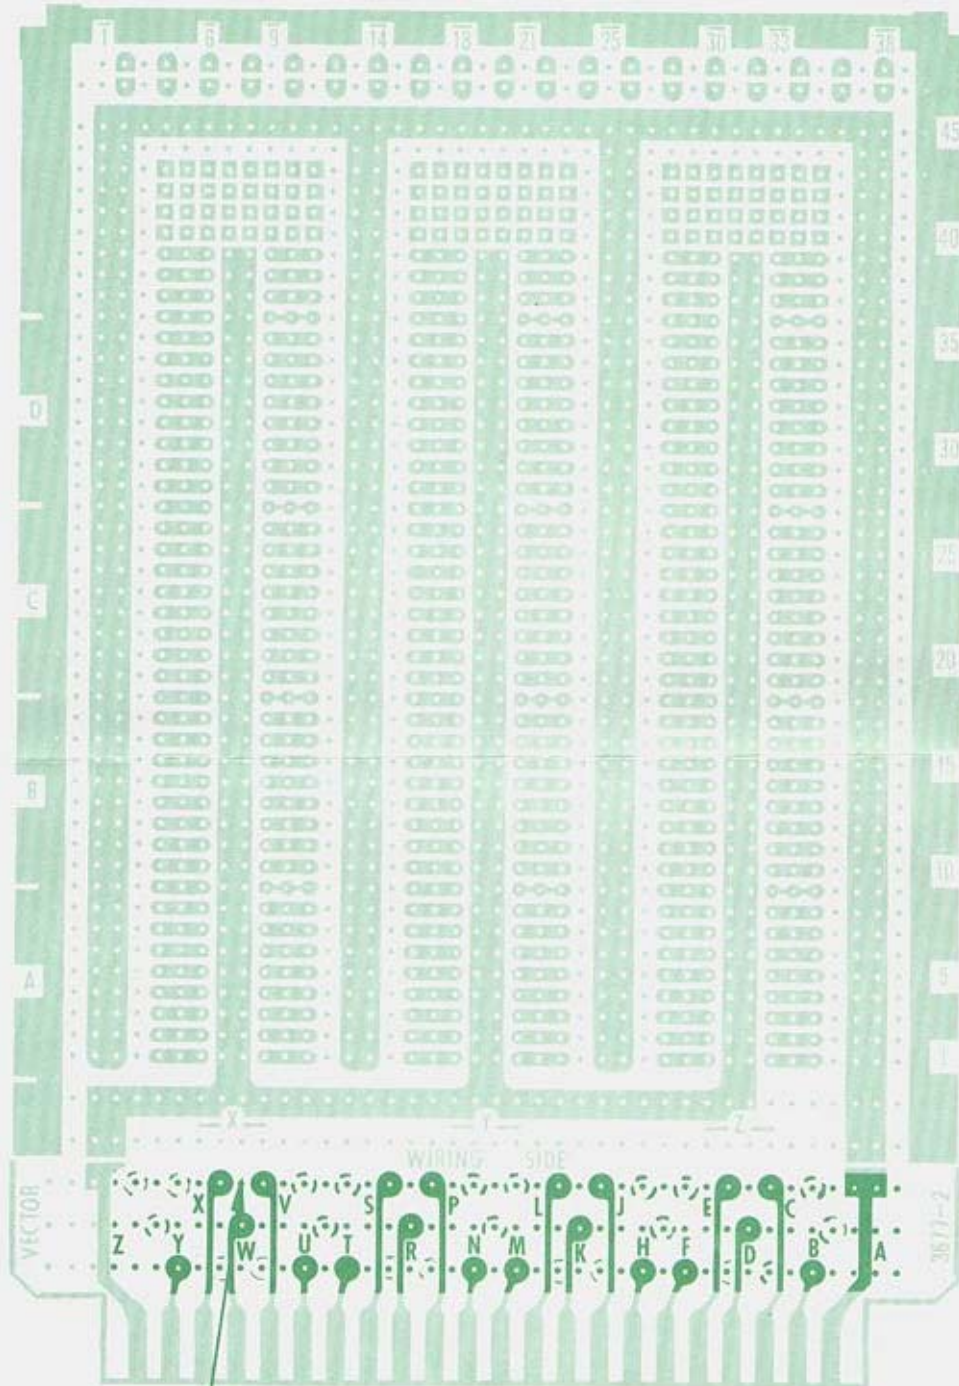 1 6 9 14 18 21 25 30 33 38
45
40
35
D
30
25
C
20
15
B
10
A
5
1
X Y Z
WIRING SIDE
X V S P L J E C
Z Y W U T R N M K H F D B A
VECTOR
3677-2